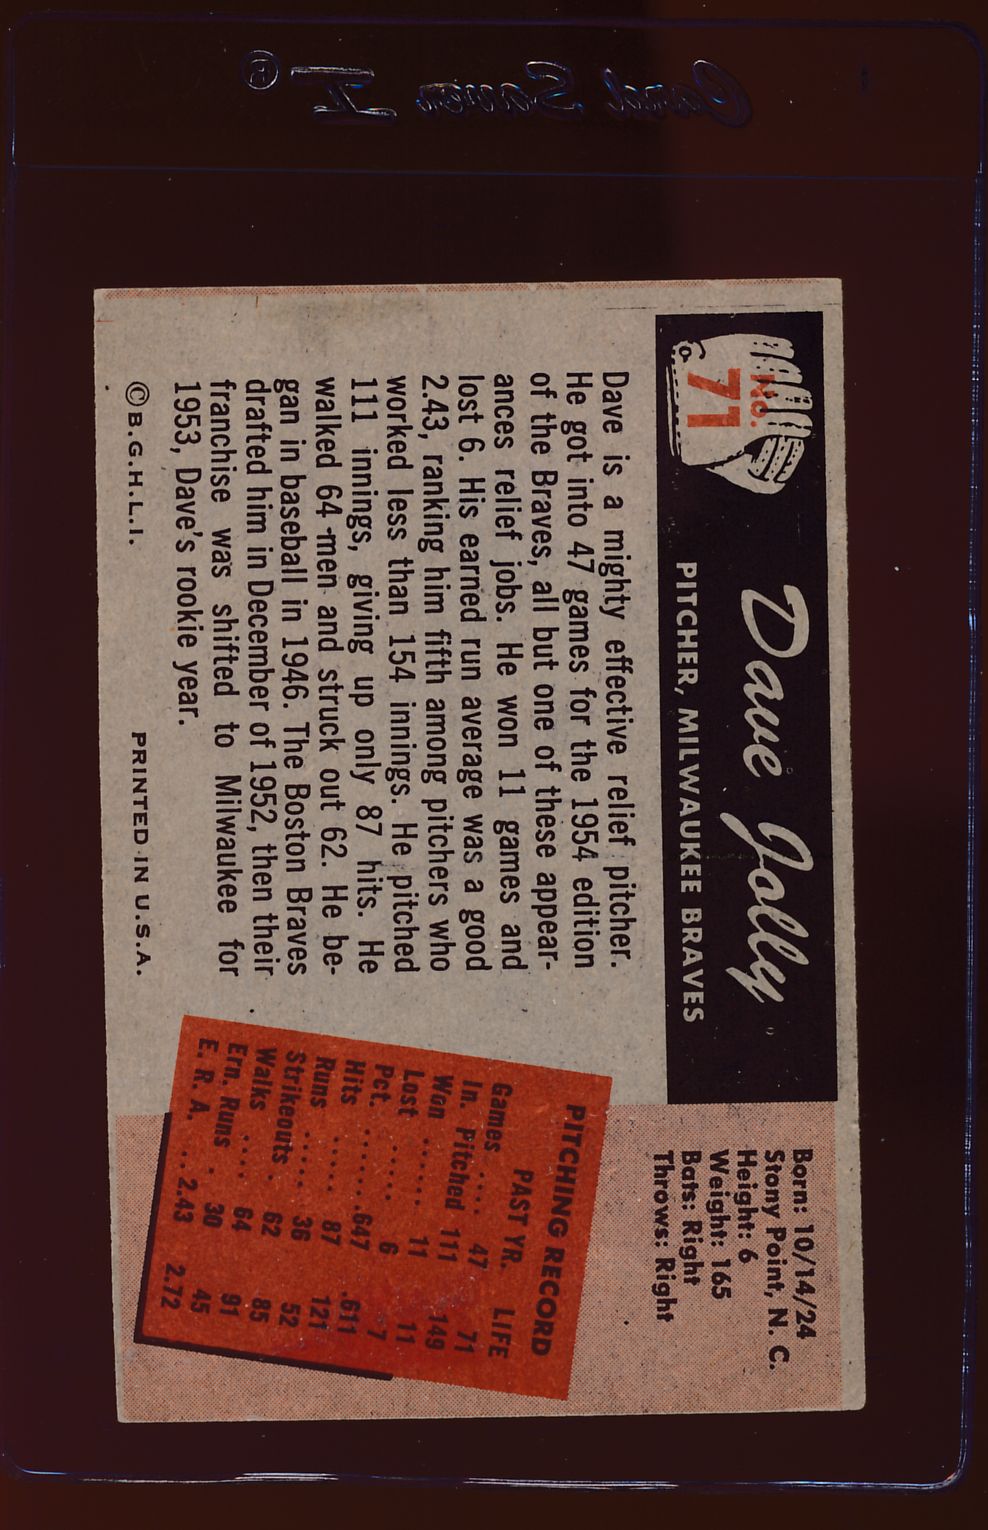 Card Saver II ®
No.
71
Dave Jolly
PITCHER, MILWAUKEE BRAVES
Born: 10/14/24
Stony Point, N. C.
Height: 6
Weight: 165
Bats: Right
Throws: Right
Dave is a mighty effective relief pitcher.
He got into 47 games for the 1954 edition
of the Braves, all but one of these appear-
ances relief jobs. He won 11 games and
lost 6. His earned run average was a good
2.43, ranking him fifth among pitchers who
worked less than 154 innings. He pitched
111 innings, giving up only 87 hits. He
walked 64 men and struck out 62. He be-
gan in baseball in 1946. The Boston Braves
drafted him in December of 1952, then their
franchise was shifted to Milwaukee for
1953, Dave's rookie year.
© B.G.H.L.I. PRINTED IN U.S.A.
PITCHING RECORD
PAST YR. LIFE
Games .... 47 71
In. Pitched 111 149
Won ...... 11 11
Lost ..... 6 7
Pct. ...... .647 .611
Hits ...... 87 121
Runs ..... 36 52
Strikeouts . 62 85
Walks .... 64 91
Ern. Runs . 30 45
E. R. A. ..2.43 2.72